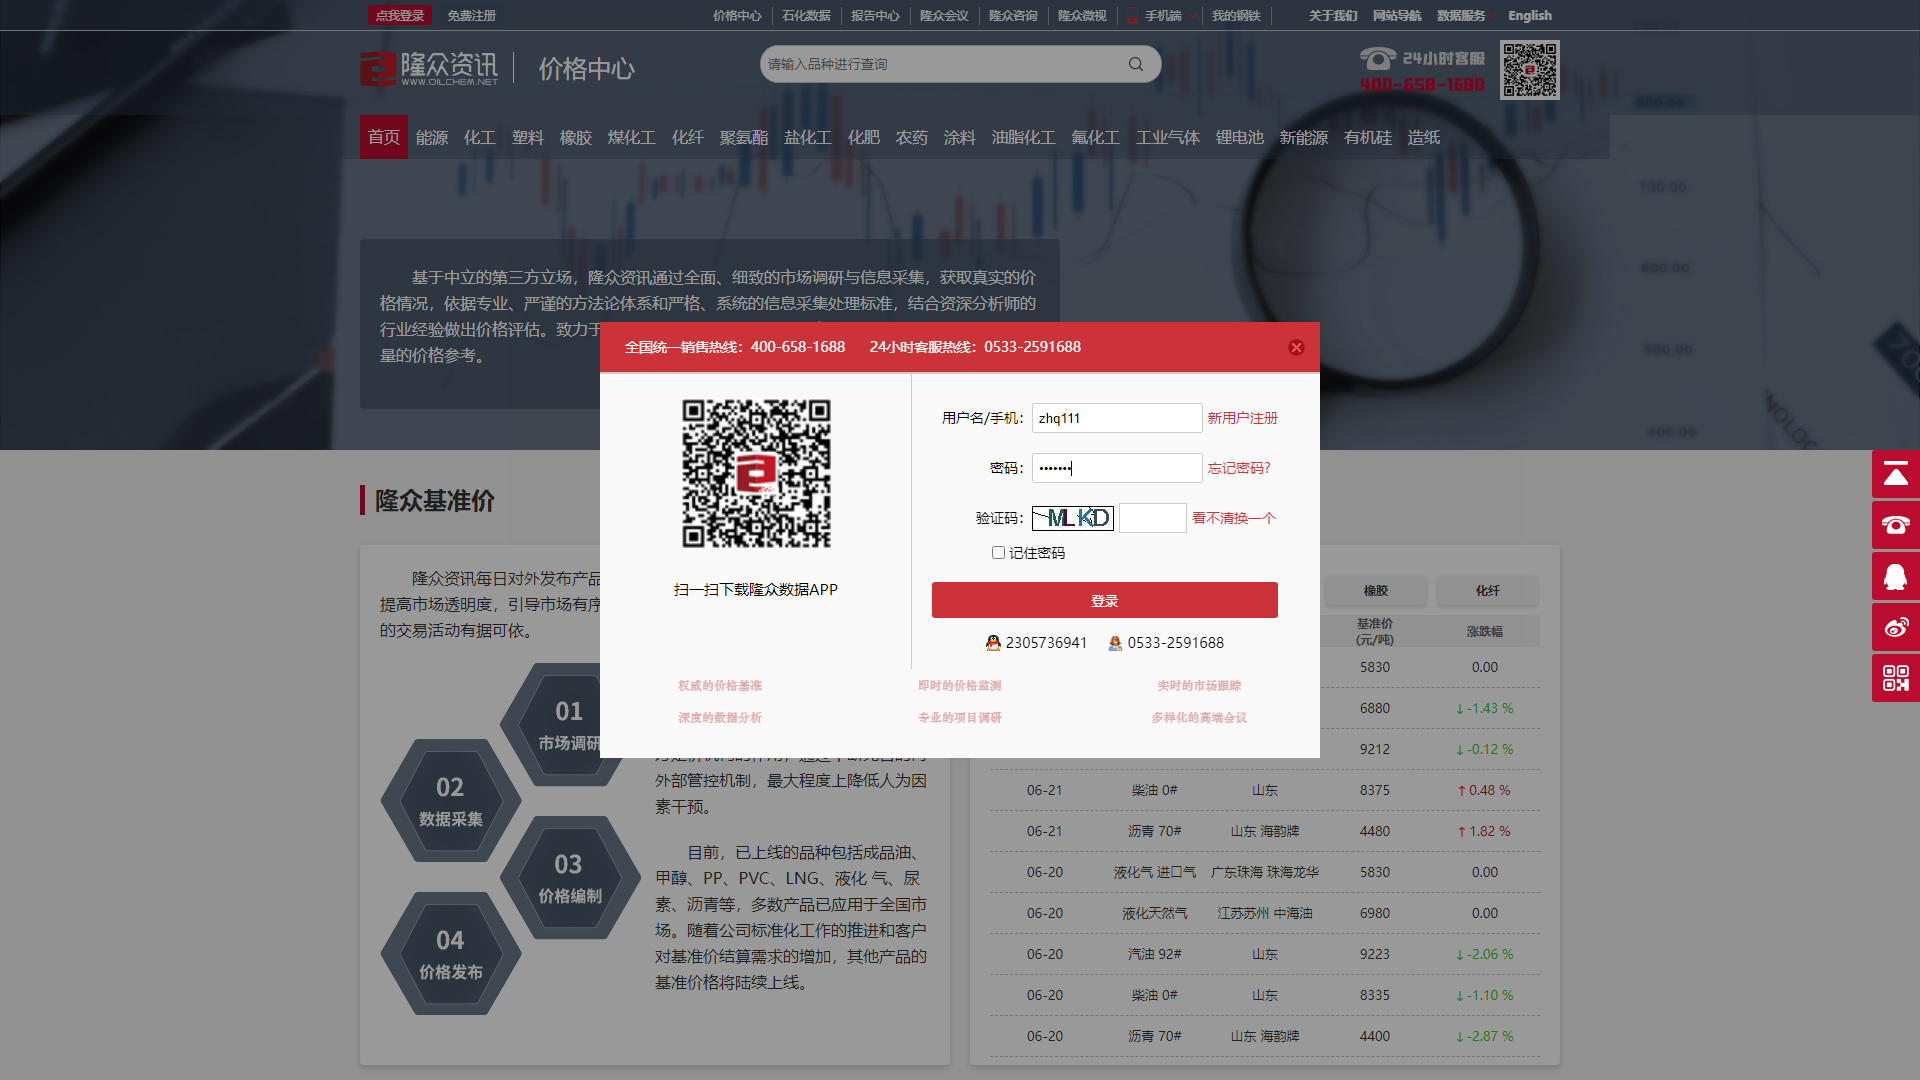 点我登录 免费注册 价格中心 石化数据 报告中心 隆众会议 隆众咨询 隆众微视 手机端 我的钢铁 关于我们 网站导航 数据服务 English
隆众资讯 WWW.OILCHEM.NET 价格中心
请输入品种进行查询
24小时客服
400-658-1688
首页 能源 化工 塑料 橡胶 煤化工 化纤 聚氨酯 盐化工 化肥 农药 涂料 油脂化工 氟化工 工业气体 锂电池 新能源 有机硅 造纸
700.00
600.00
500.00
400.00
基于中立的第三方立场，隆众资讯通过全面、细致的市场调研与信息采集，获取真实的价
格情况，依据专业、严谨的方法论体系和严格、系统的信息采集处理标准，结合资深分析师的
行业经验做出价格评估。致力于
量的价格参考。
全国统一销售热线：400-658-1688 24小时客服热线：0533-2591688
用户名/手机： zhq111 新用户注册
密码： ••••••• 忘记密码?
验证码： MLKD 看不清换一个
记住密码
扫一扫下载隆众数据APP
登录
2305736941 0533-2591688
权威的价格基准 即时的价格监测 实时的市场跟踪
深度的数据分析 专业的项目调研 多样化的高端会议
隆众基准价
隆众资讯每日对外发布产品
提高市场透明度，引导市场有序
的交易活动有据可依。
01
市场调研
02
数据采集
03
价格编制
04
价格发布
外部管控机制，最大程度上降低人为因
素干预。
目前，已上线的品种包括成品油、
甲醇、PP、PVC、LNG、液化 气、尿
素、沥青等，多数产品已应用于全国市
场。随着公司标准化工作的推进和客户
对基准价结算需求的增加，其他产品的
基准价格将陆续上线。
橡胶 化纤
基准价
(元/吨) 涨跌幅
5830 0.00
6880 ↓-1.43 %
9212 ↓-0.12 %
06-21 柴油 0# 山东 8375 ↑0.48 %
06-21 沥青 70# 山东 海韵牌 4480 ↑1.82 %
06-20 液化气 进口气 广东珠海 珠海龙华 5830 0.00
06-20 液化天然气 江苏苏州 中海油 6980 0.00
06-20 汽油 92# 山东 9223 ↓-2.06 %
06-20 柴油 0# 山东 8335 ↓-1.10 %
06-20 沥青 70# 山东 海韵牌 4400 ↓-2.87 %